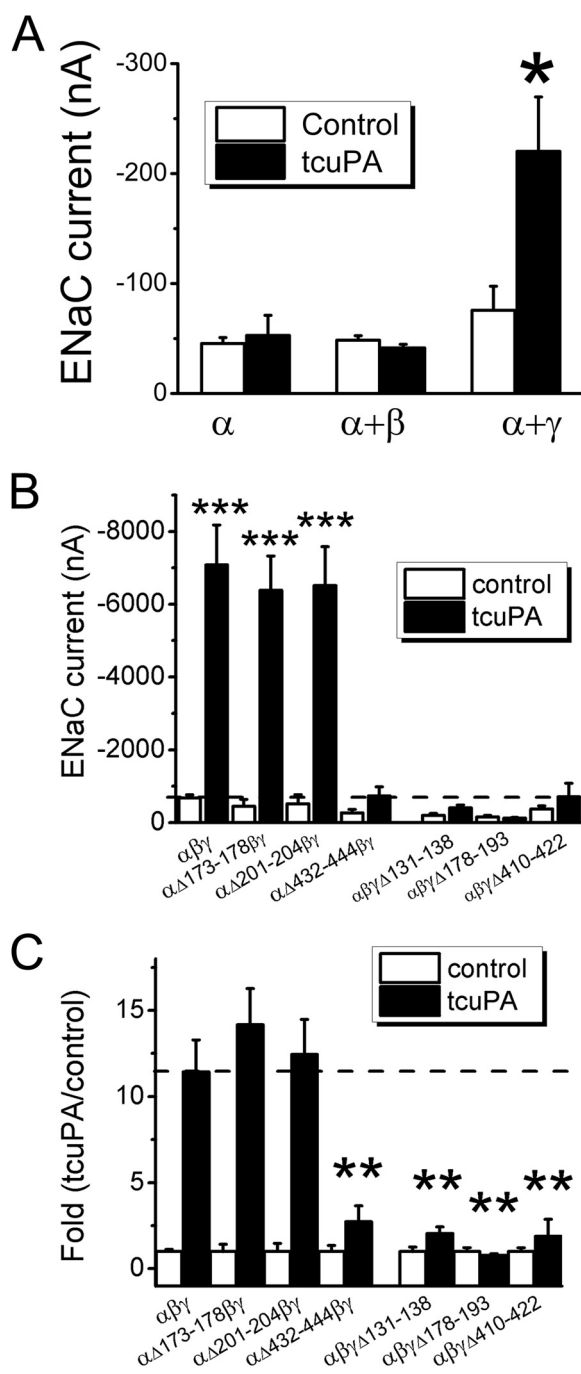 A
ENaC current (nA)
-300
-200
-100
0
Control
tcuPA
*
α
α+β
α+γ
B
ENaC current (nA)
-8000
-6000
-4000
-2000
0
***
***
***
control
tcuPA
αβγ
αΔ173-178βγ
αΔ201-204βγ
αΔ432-444βγ
αβγΔ131-138
αβγΔ178-193
αβγΔ410-422
C
Fold (tcuPA/control)
15
10
5
0
control
tcuPA
**
**
**
**
αβγ
αΔ173-178βγ
αΔ201-204βγ
αΔ432-444βγ
αβγΔ131-138
αβγΔ178-193
αβγΔ410-422